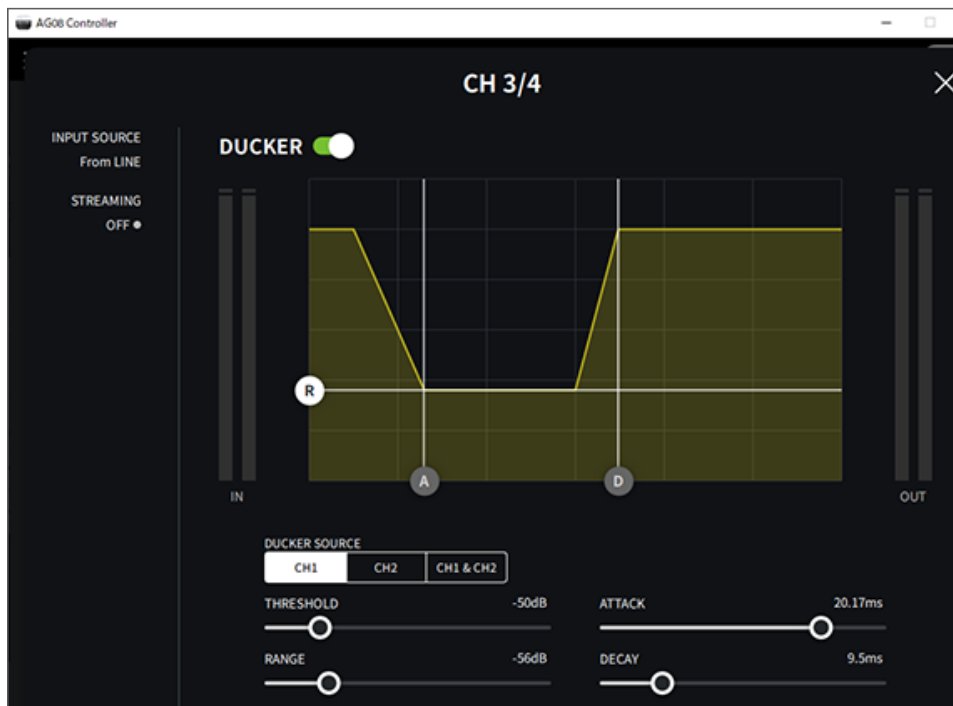 AG08 Controller
CH 3/4
INPUT SOURCE
From LINE
STREAMING
OFF
DUCKER
R
A
D
IN
OUT
DUCKER SOURCE
CH1
CH2
CH1 & CH2
THRESHOLD
-50dB
ATTACK
20.17ms
RANGE
-56dB
DECAY
9.5ms